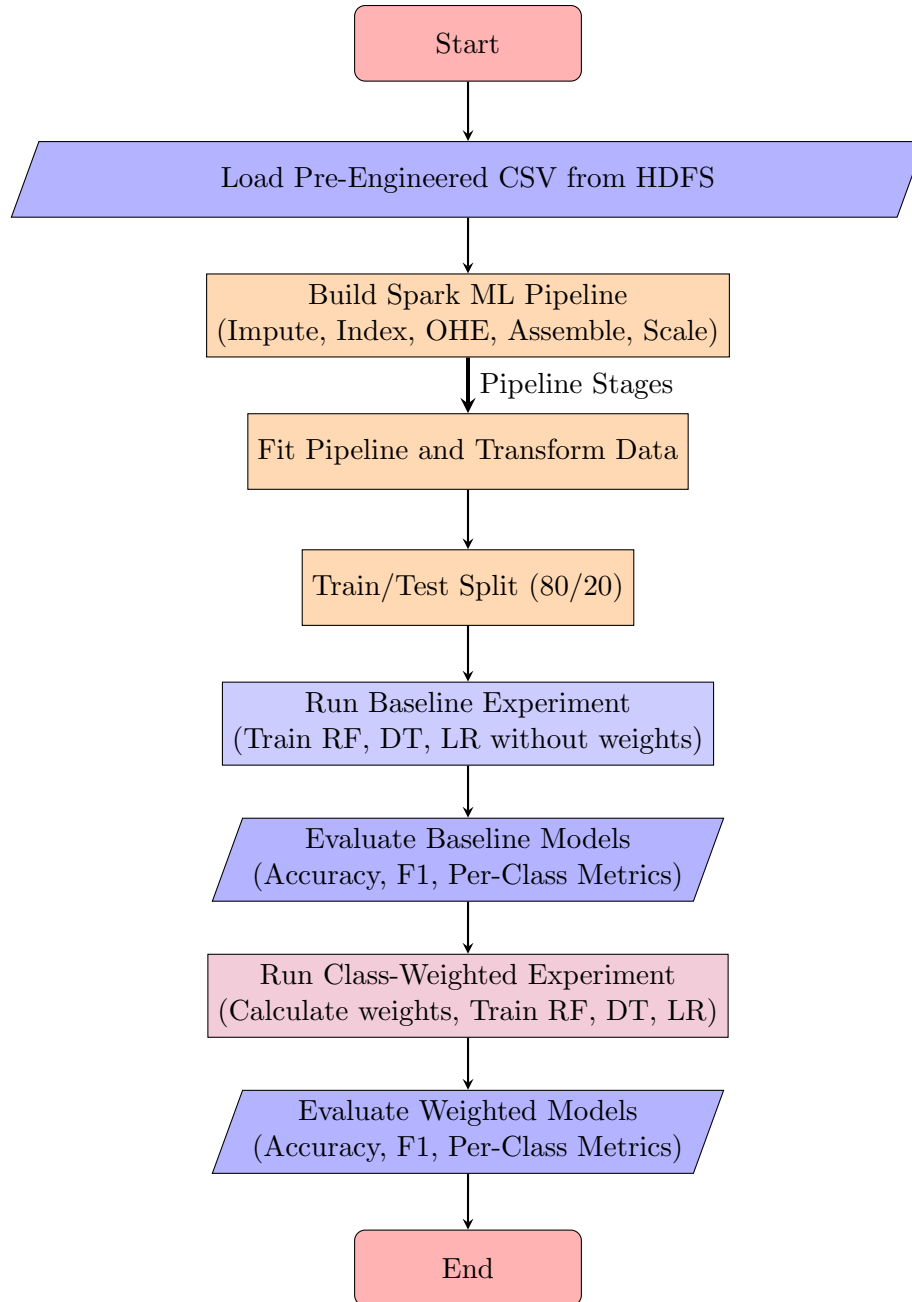 Start
Load Pre-Engineered CSV from HDFS
Build Spark ML Pipeline
(Impute, Index, OHE, Assemble, Scale)
Pipeline Stages
Fit Pipeline and Transform Data
Train/Test Split (80/20)
Run Baseline Experiment
(Train RF, DT, LR without weights)
Evaluate Baseline Models
(Accuracy, F1, Per-Class Metrics)
Run Class-Weighted Experiment
(Calculate weights, Train RF, DT, LR)
Evaluate Weighted Models
(Accuracy, F1, Per-Class Metrics)
End